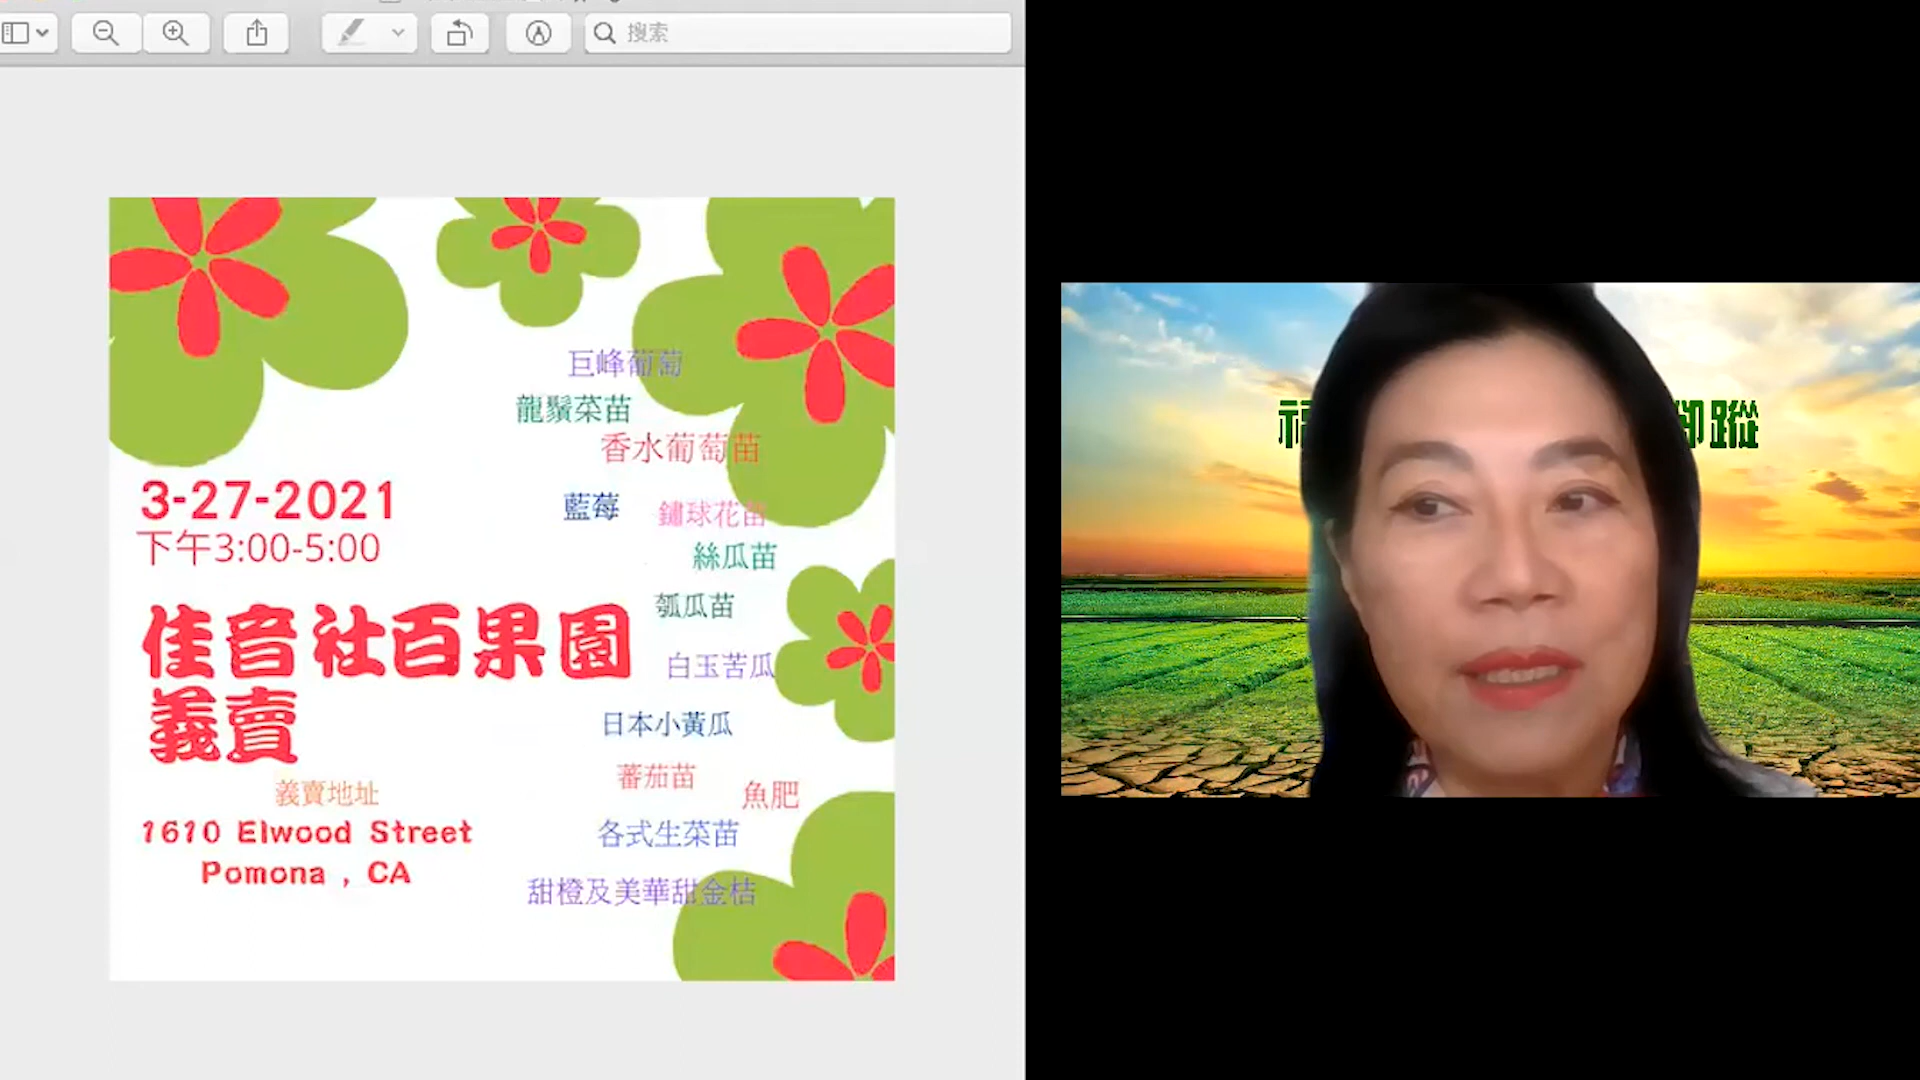 搜索
巨峰葡萄
龍鬚菜苗
香水葡萄苗
藍莓 鏽球花苗
絲瓜苗
瓠瓜苗
白玉苦瓜
日本小黃瓜
蕃茄苗
魚肥
各式生菜苗
甜橙及美華甜金桔
3-27-2021
下午3:00-5:00
佳音社百果園
義賣
義賣地址
1610 Elwood Street
Pomona , CA
腳蹤